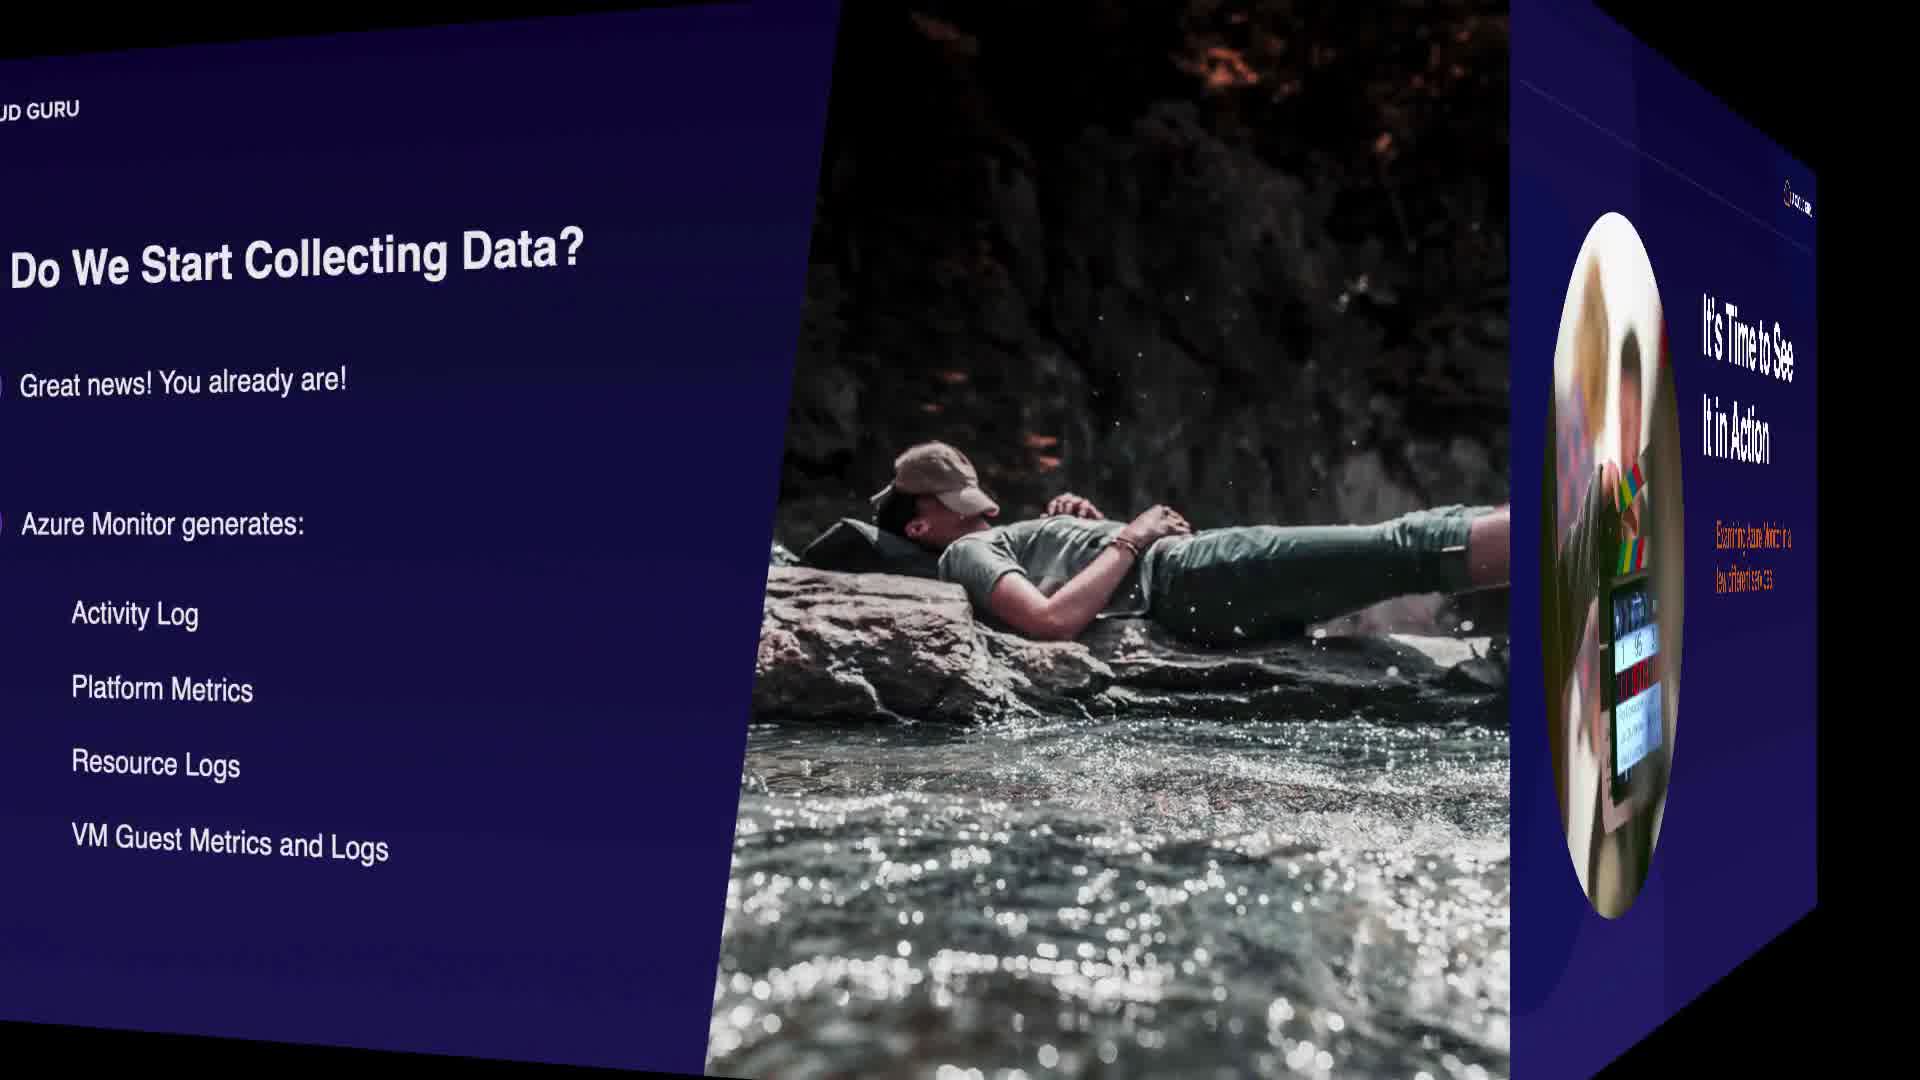 UD GURU
Do We Start Collecting Data?
Great news! You already are!
Azure Monitor generates:
Activity Log
Platform Metrics
Resource Logs
VM Guest Metrics and Logs
It's Time to See
It in Action
Examining Azure Monitor in a
few different services